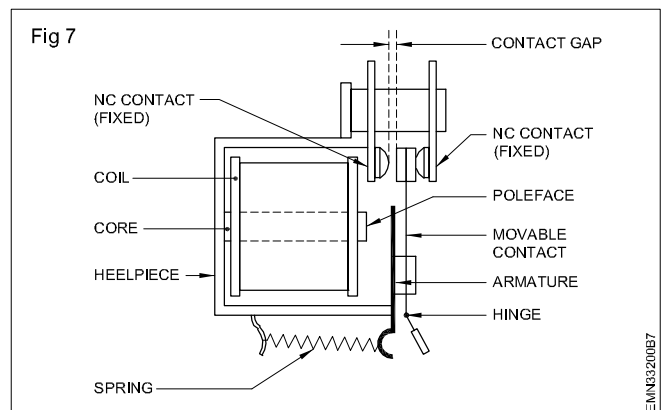 Fig 7
CONTACT GAP
NC CONTACT
(FIXED)
NC CONTACT
(FIXED)
COIL
POLEFACE
CORE
MOVABLE
CONTACT
HEELPIECE
ARMATURE
HINGE
SPRING
EMN33200B7